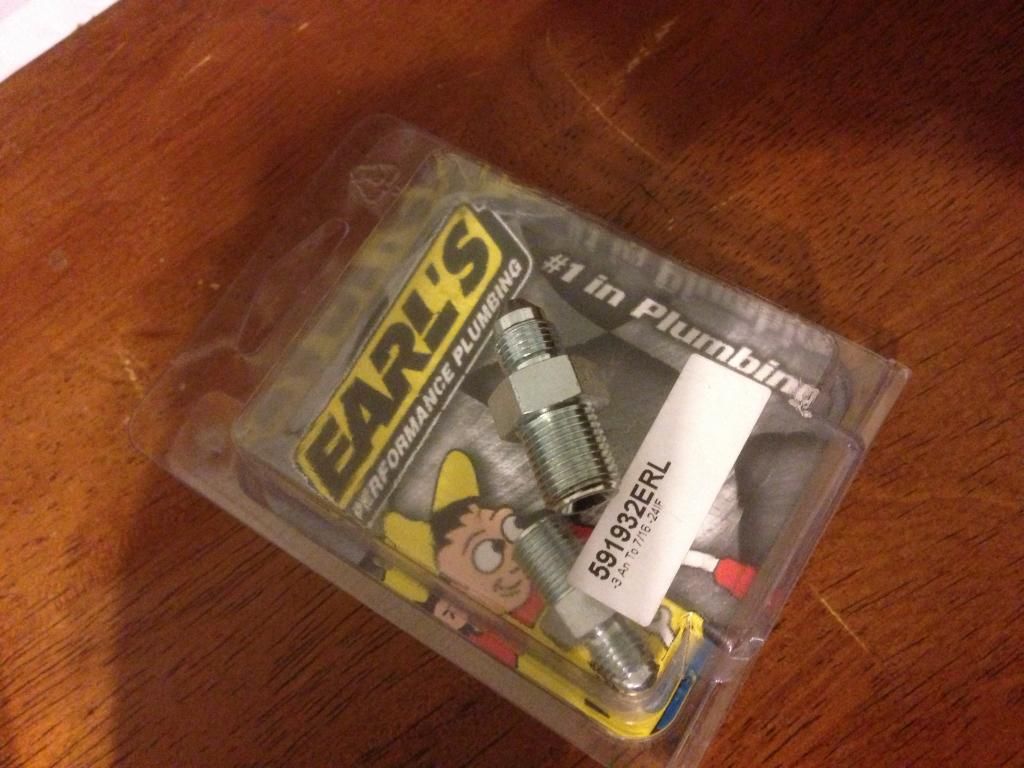 EARL'S
PERFORMANCE PLUMBING
#1 in Plumbing
591932ERL
-3 An To 7/16 -24IF